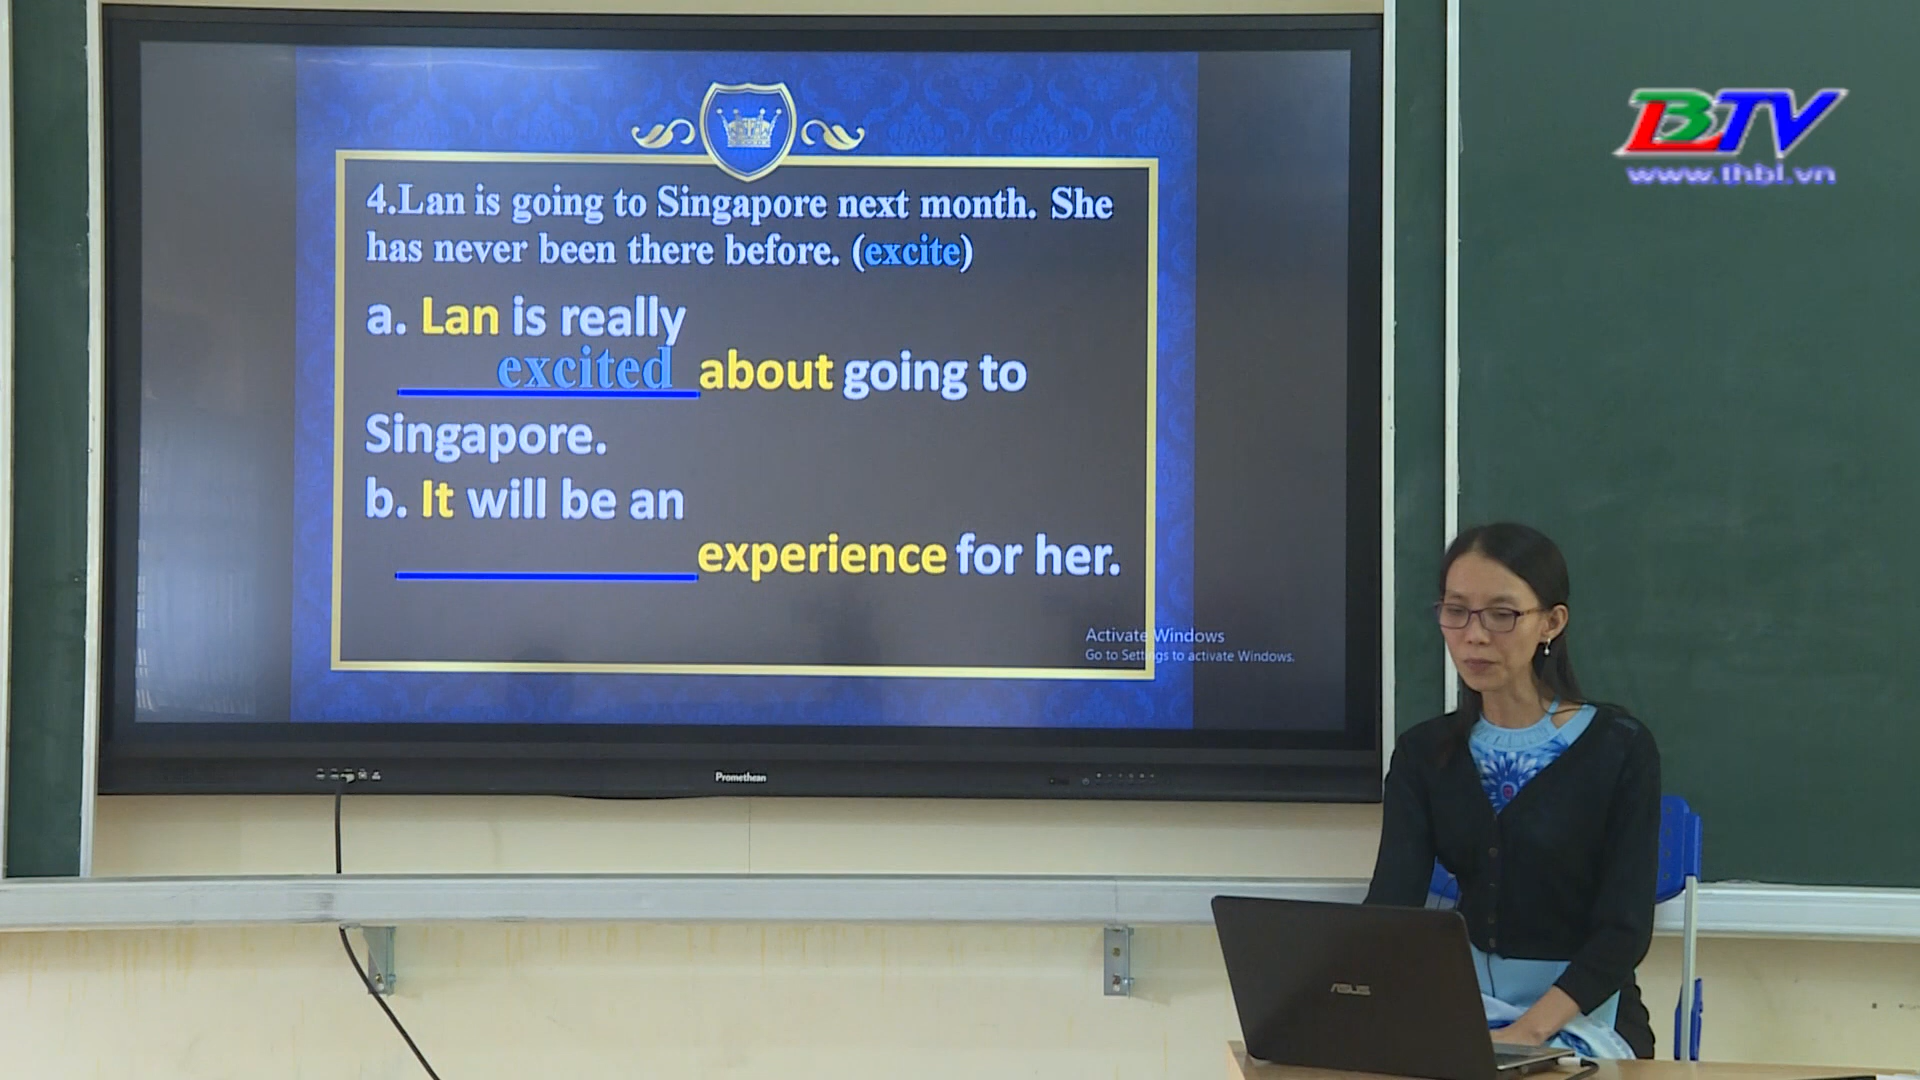 BTV
www.thbl.vn
4.Lan is going to Singapore next month. She
has never been there before. (excite)
a. Lan is really
excited about going to
Singapore.
b. It will be an
experience for her.
Activate Windows
Go to Settings to activate Windows.
Promethean
ASUS